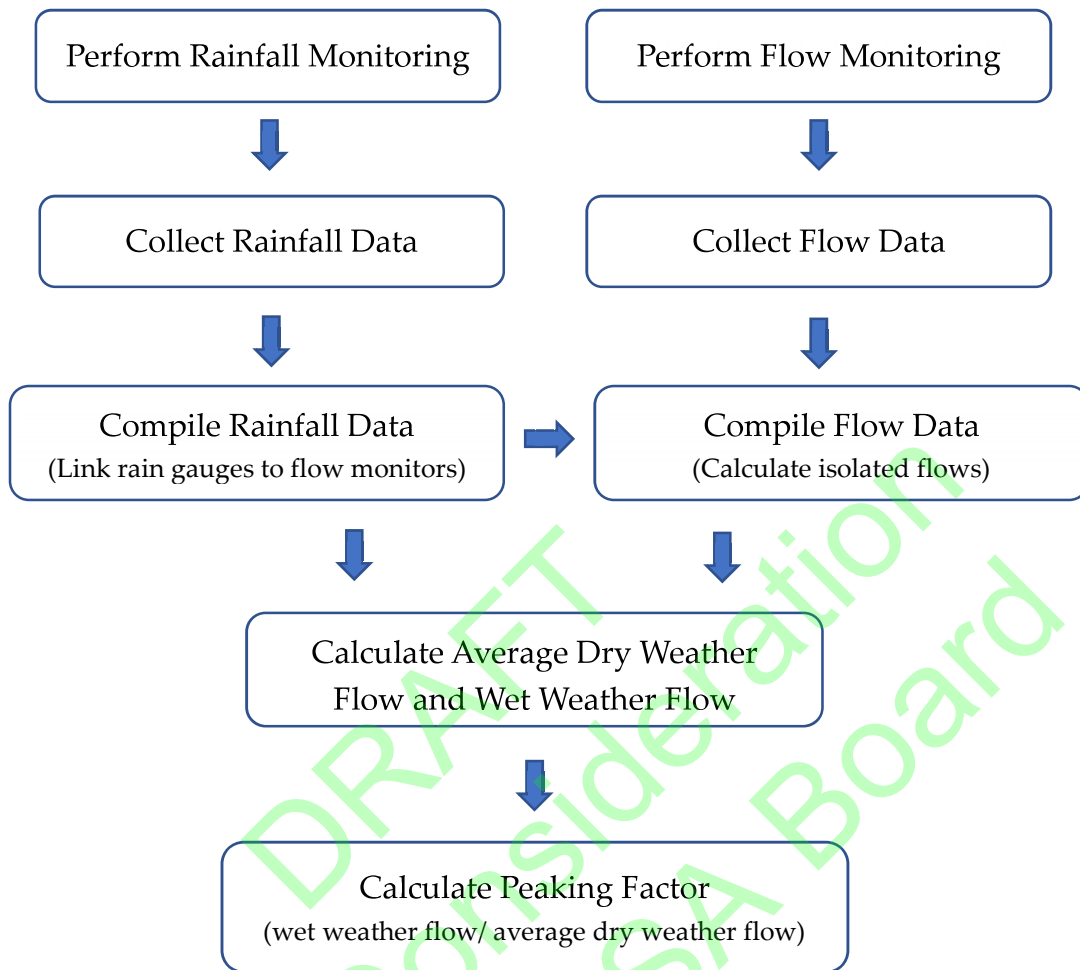 Perform Rainfall Monitoring
Perform Flow Monitoring
Collect Rainfall Data
Collect Flow Data
Compile Rainfall Data
(Link rain gauges to flow monitors)
Compile Flow Data
(Calculate isolated flows)
Calculate Average Dry Weather
Flow and Wet Weather Flow
Calculate Peaking Factor
(wet weather flow/ average dry weather flow)
DRAFT
onsideration
SA Board